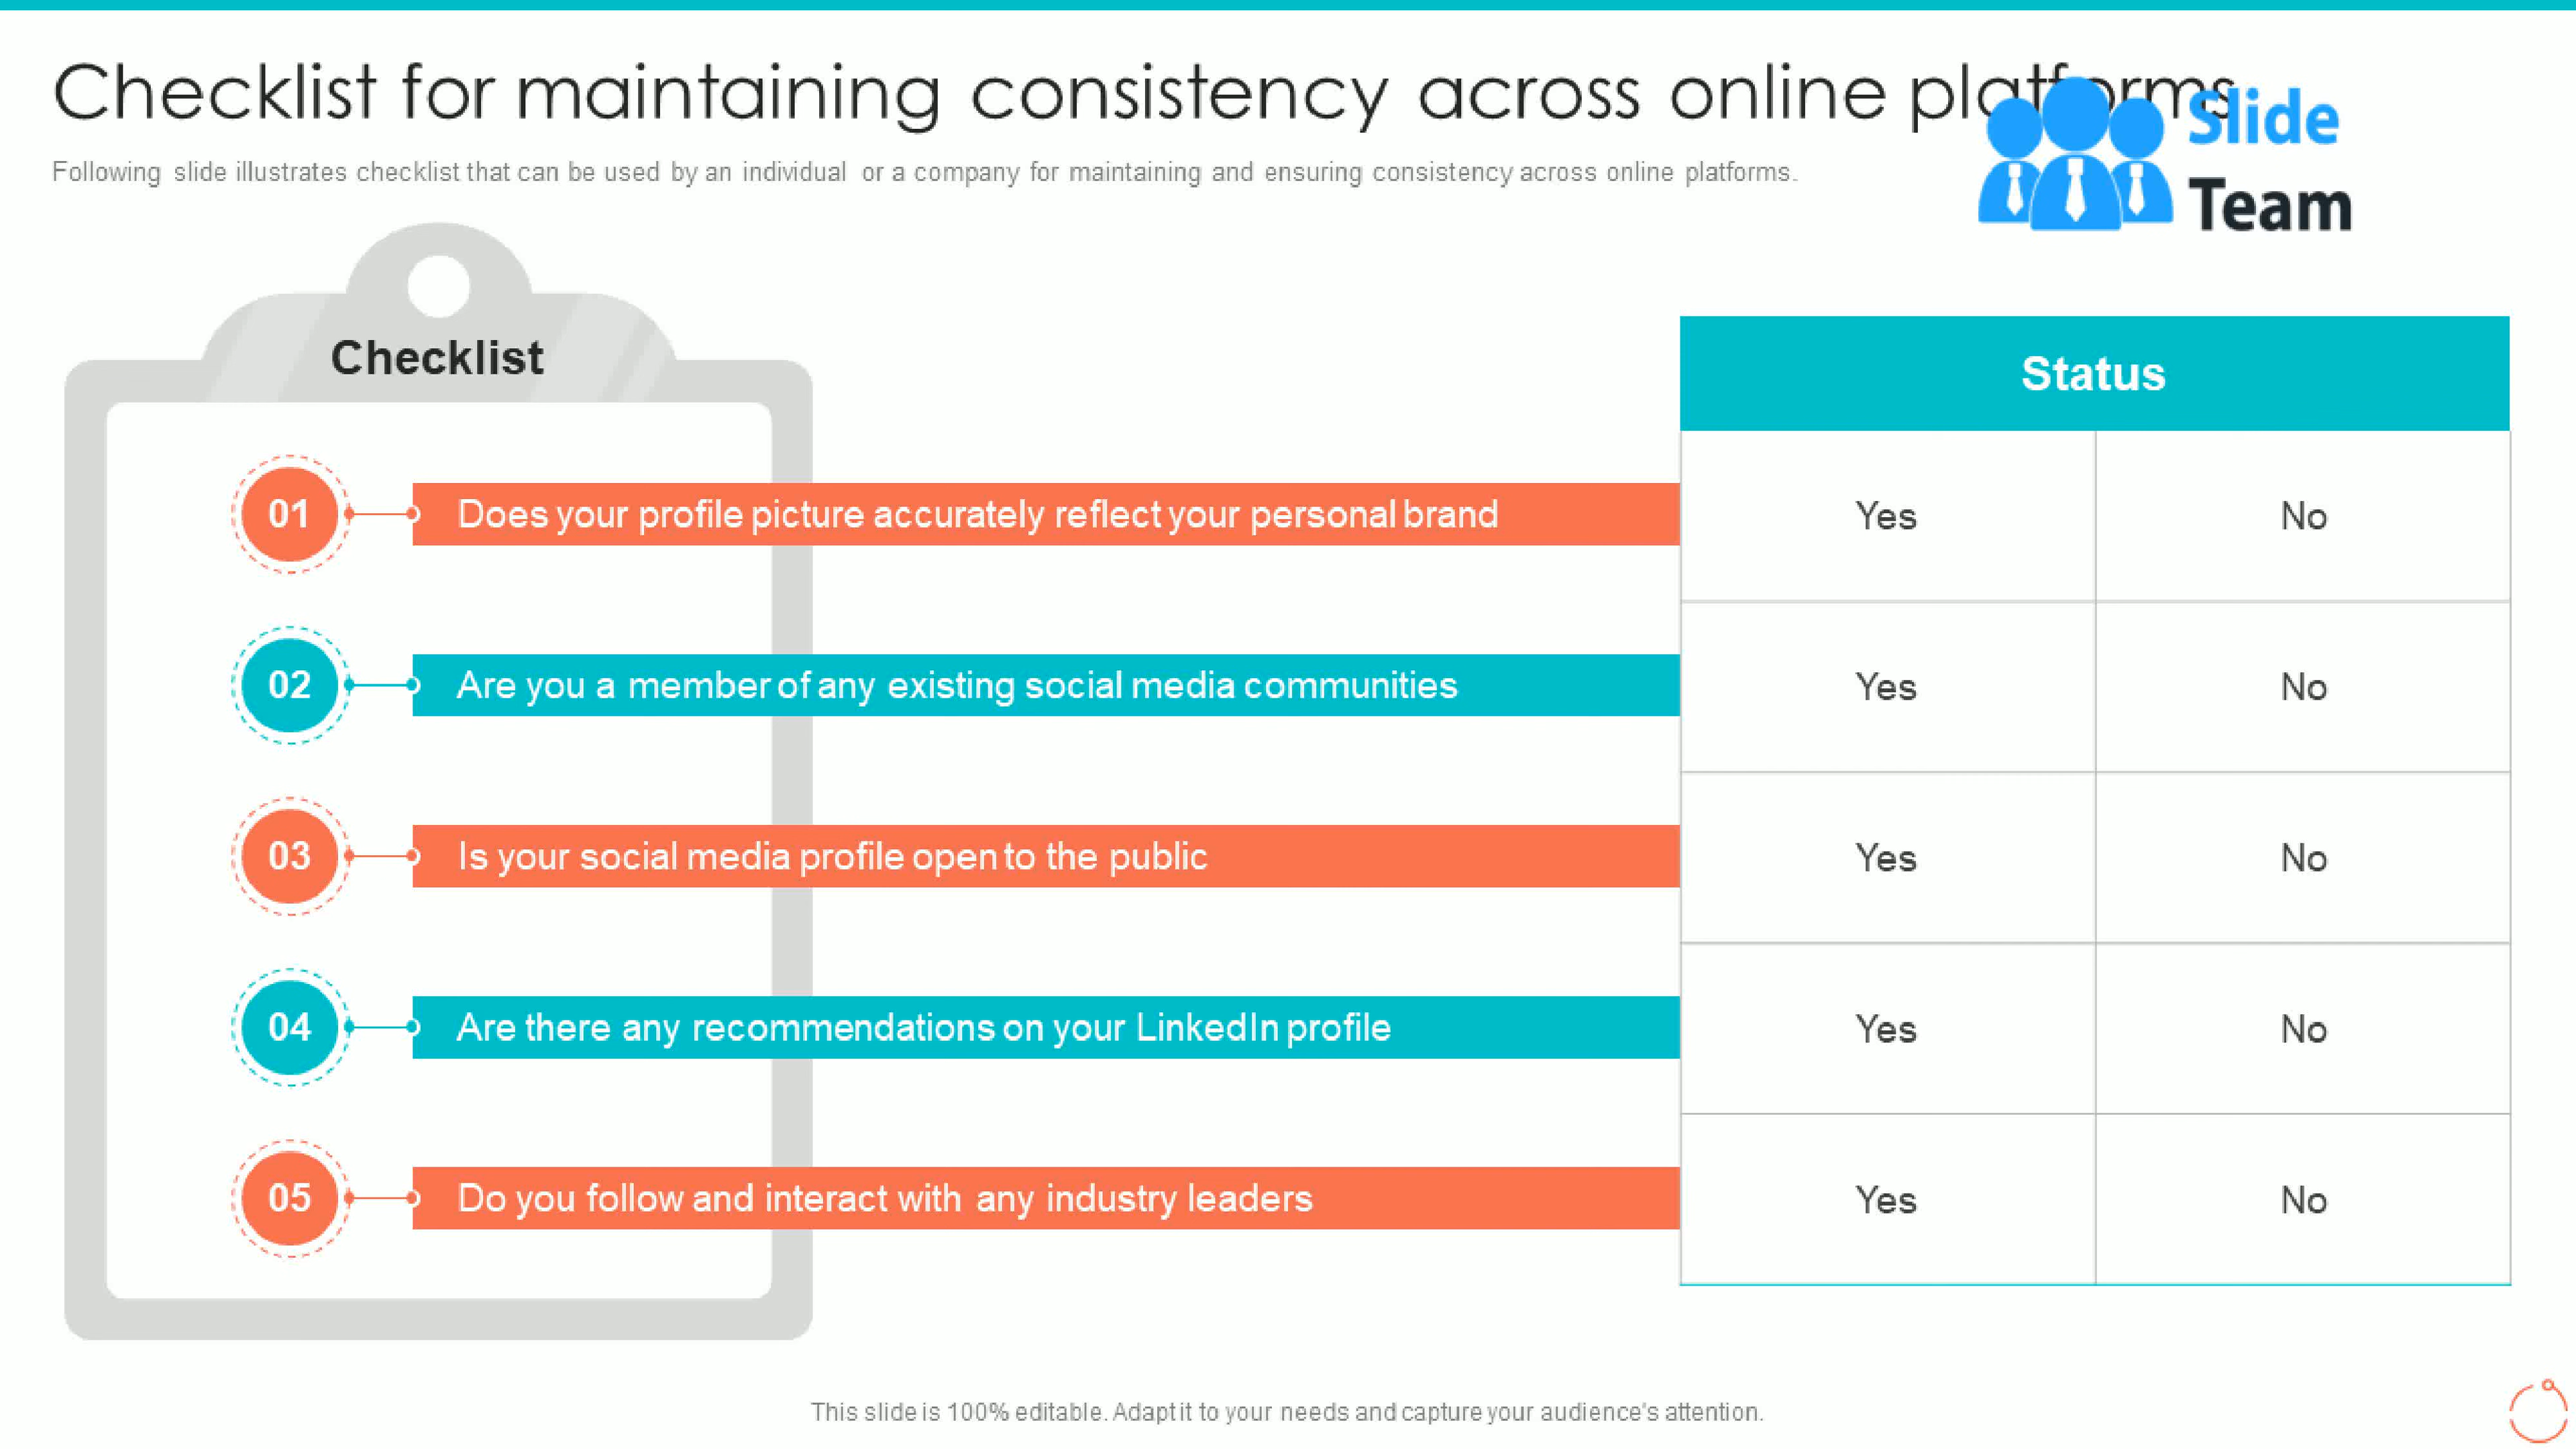 Checklist for maintaining consistency across online platforms
Slide
Team
Following slide illustrates checklist that can be used by an individual or a company for maintaining and ensuring consistency across online platforms.
Checklist
Status
01 Does your profile picture accurately reflect your personal brand Yes No
02 Are you a member of any existing social media communities Yes No
03 Is your social media profile open to the public Yes No
04 Are there any recommendations on your LinkedIn profile Yes No
05 Do you follow and interact with any industry leaders Yes No
This slide is 100% editable. Adapt it to your needs and capture your audience's attention.